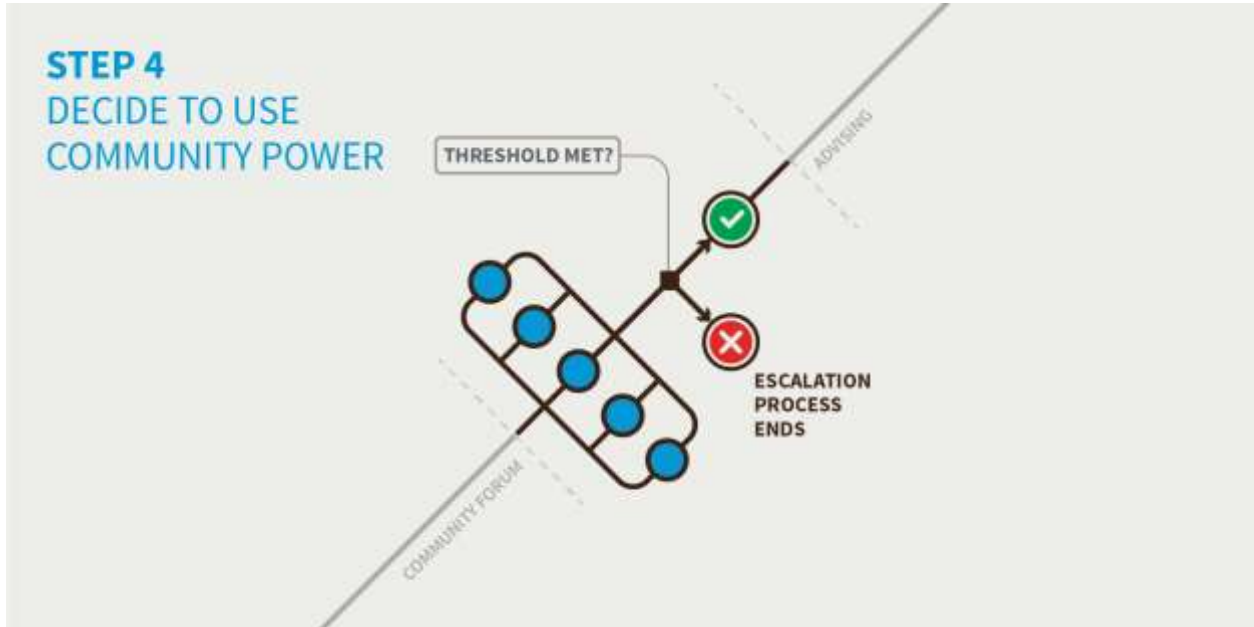 STEP 4
DECIDE TO USE
COMMUNITY POWER
THRESHOLD MET?
ADVISING
ESCALATION
PROCESS
ENDS
COMMUNITY FORUM